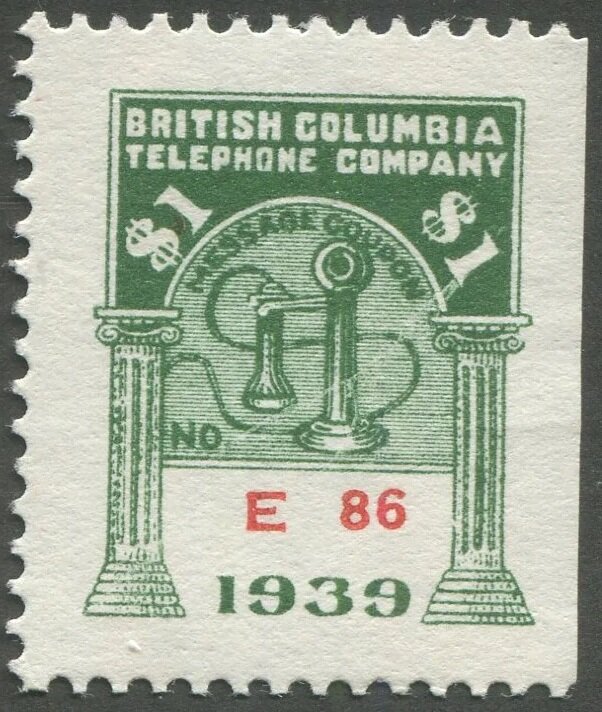 BRITISH COLUMBIA
TELEPHONE COMPANY
$1
$1
MESSAGE COUPON
NO
E 86
1939